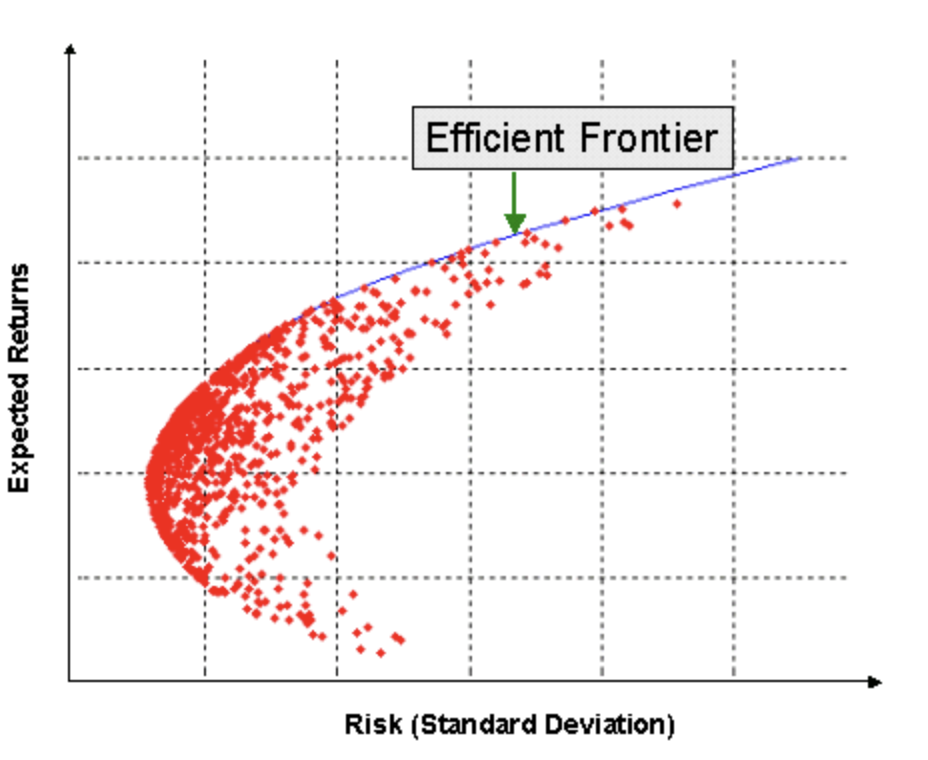 Efficient Frontier
Expected Returns
Risk (Standard Deviation)